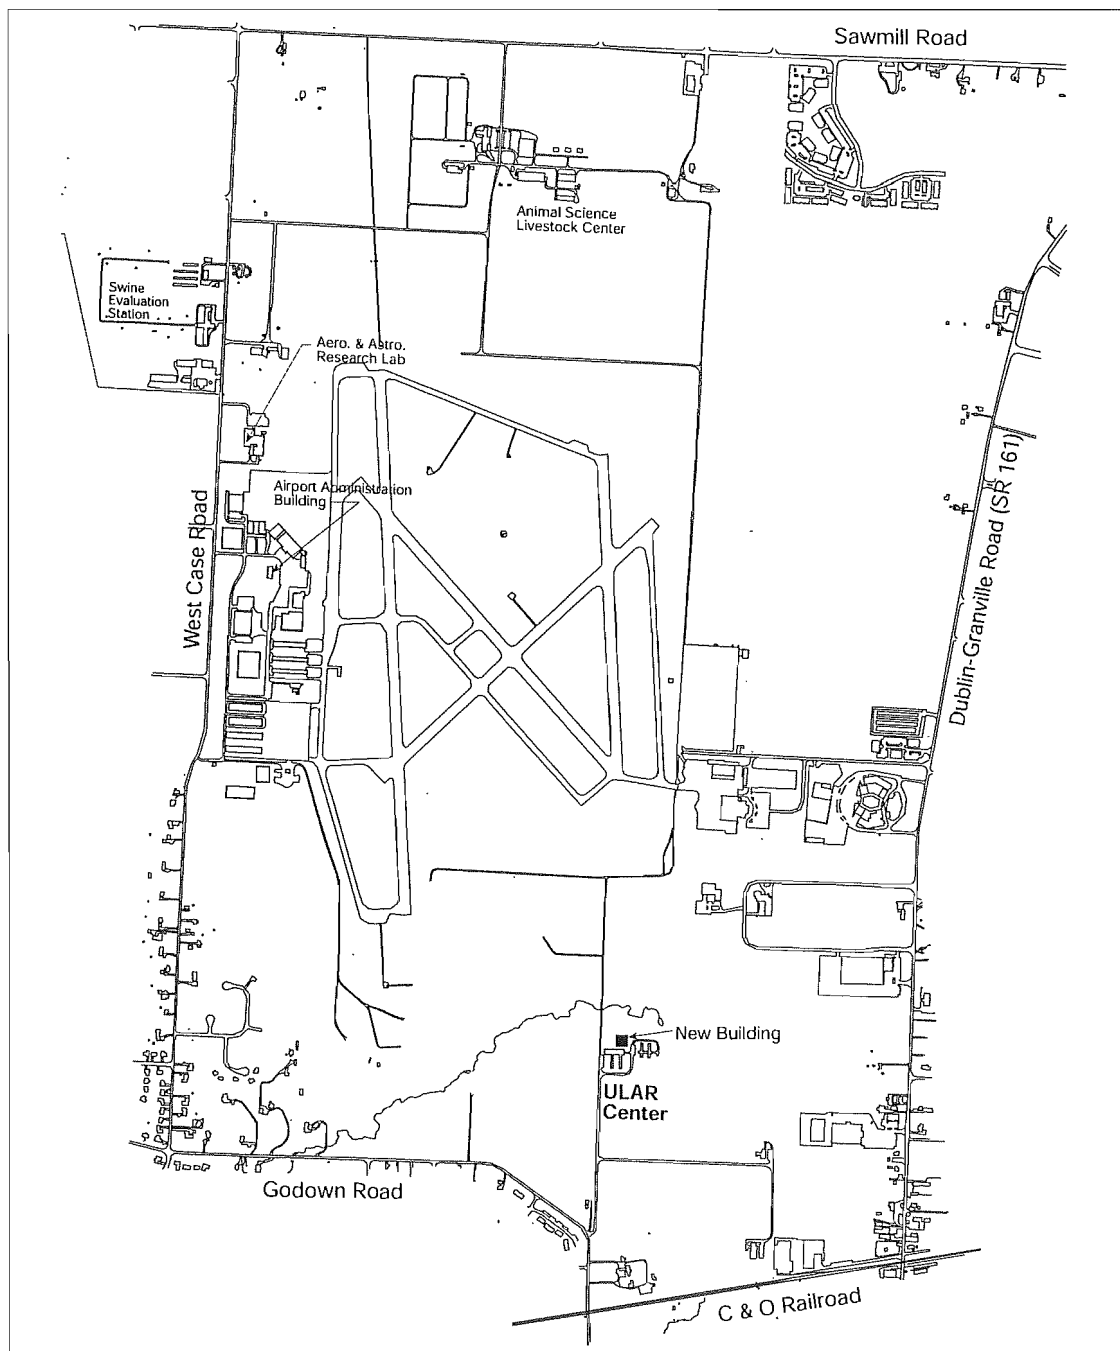 Sawmill Road
Animal Science
Livestock Center
Swine
Evaluation
Station
Aero. & Astro.
Research Lab
Airport Administration
Building
West Case Road
Dublin-Granville Road (SR 161)
New Building
ULAR
Center
Godown Road
C & O Railroad